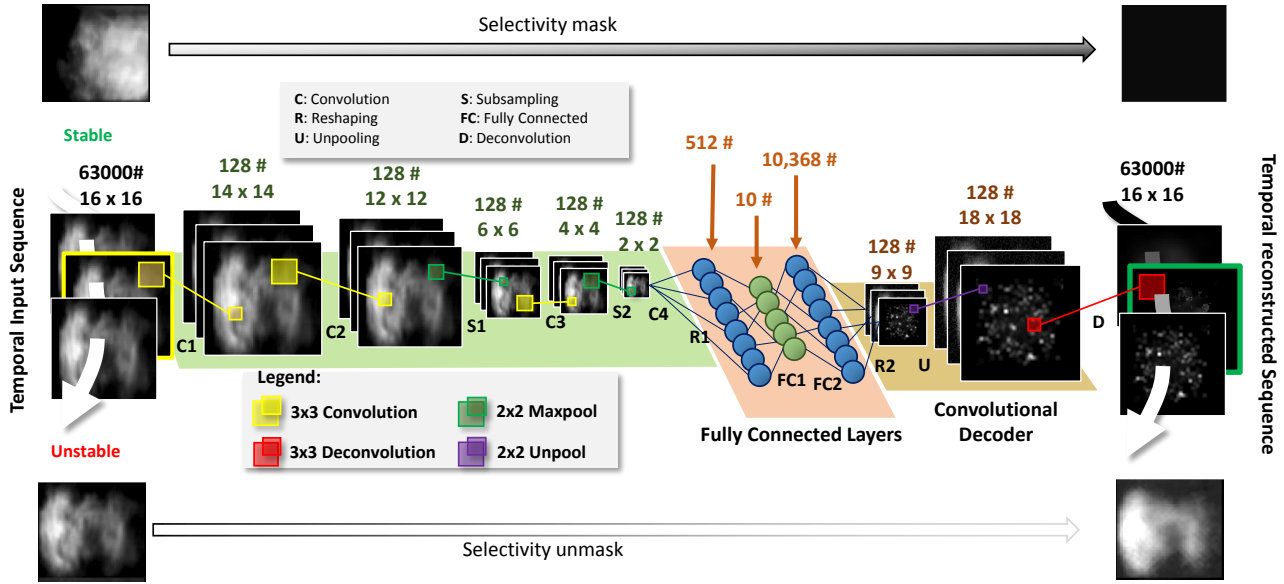 Selectivity mask
C: Convolution
S: Subsampling
R: Reshaping
FC: Fully Connected
U: Unpooling
D: Deconvolution
Stable
Temporal Input Sequence
63000#
16 x 16
128 #
14 x 14
128 #
12 x 12
128 #
6 x 6
128 #
4 x 4
128 #
2 x 2
512 #
10 #
10,368 #
128 #
9 x 9
128 #
18 x 18
63000#
16 x 16
Temporal reconstructed Sequence
C1
C2
S1
C3
S2
C4
R1
FC1
FC2
R2
U
D
Legend:
3x3 Convolution
2x2 Maxpool
3x3 Deconvolution
2x2 Unpool
Fully Connected Layers
Convolutional
Decoder
Unstable
Selectivity unmask